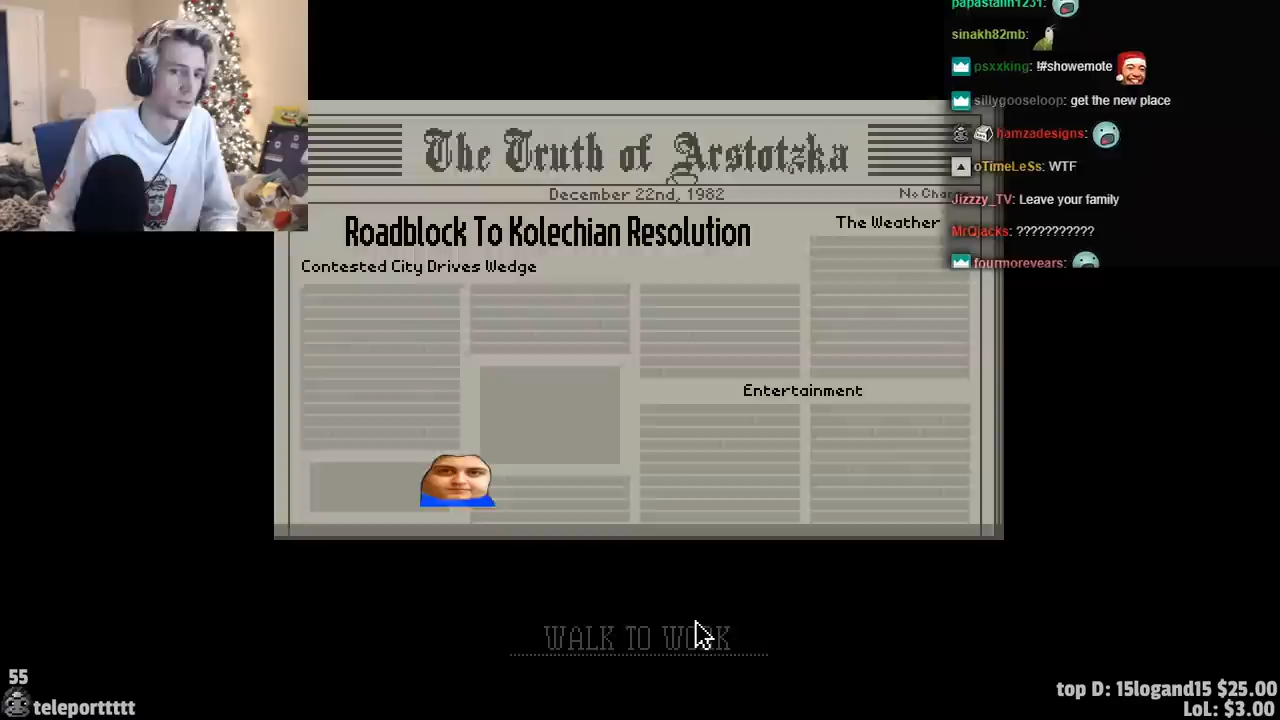 papastalin1231:
sinakh82mb:
psxxking: !#showemote
sillygooseloop: get the new place
hamzadesigns:
oTimeLeSs: WTF
Jizzzy_TV: Leave your family
MrQjacks: ???????????
fourmoreyears:
The Truth of Arstotzka
December 22nd, 1982
No Charge
Roadblock To Kolechian Resolution
The Weather
Contested City Drives Wedge
Entertainment
WALK TO WORK
55
teleporttttt
top D: 15logand15 $25.00
LoL: $3.00